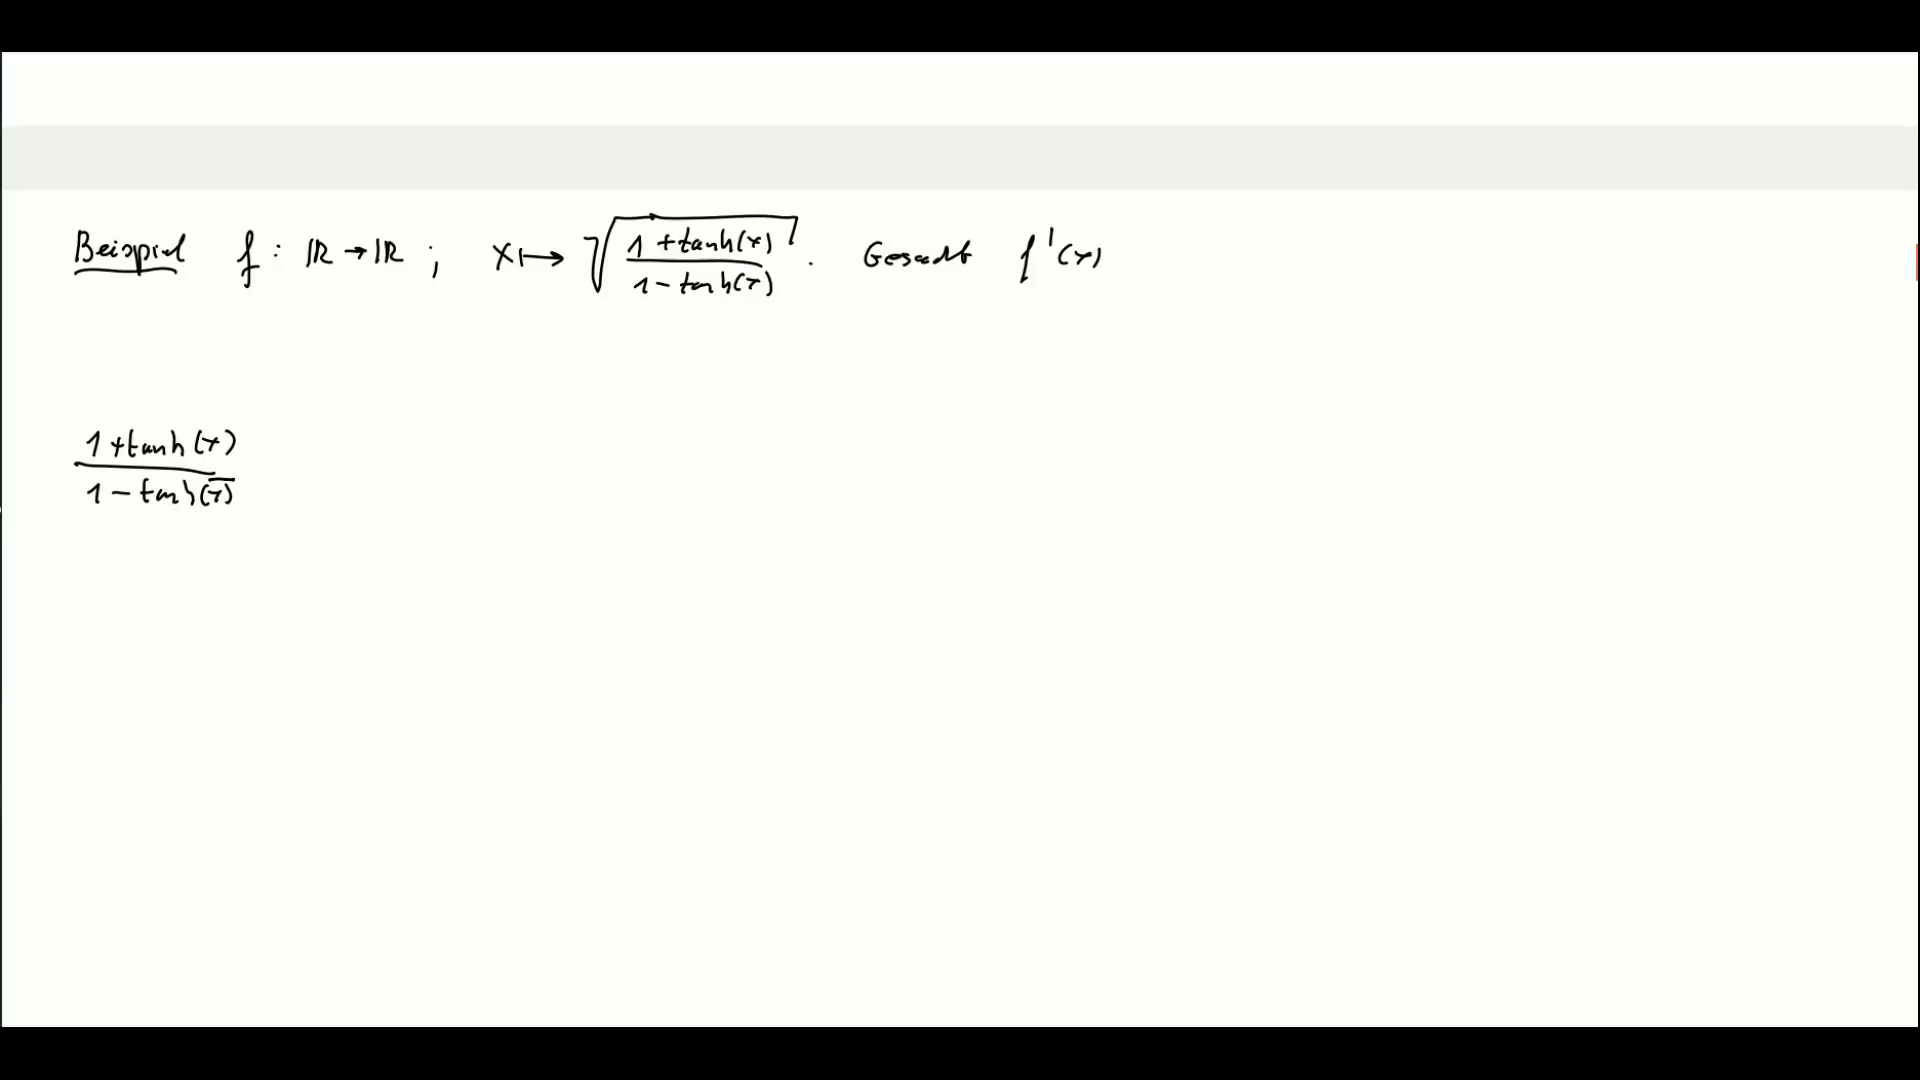 Beispiel f : ℝ → ℝ ; x ↦ √((1 + tanh(x))/(1 - tanh(x))) . Gesucht f'(x)
(1 + tanh(x))/(1 - tanh(x))